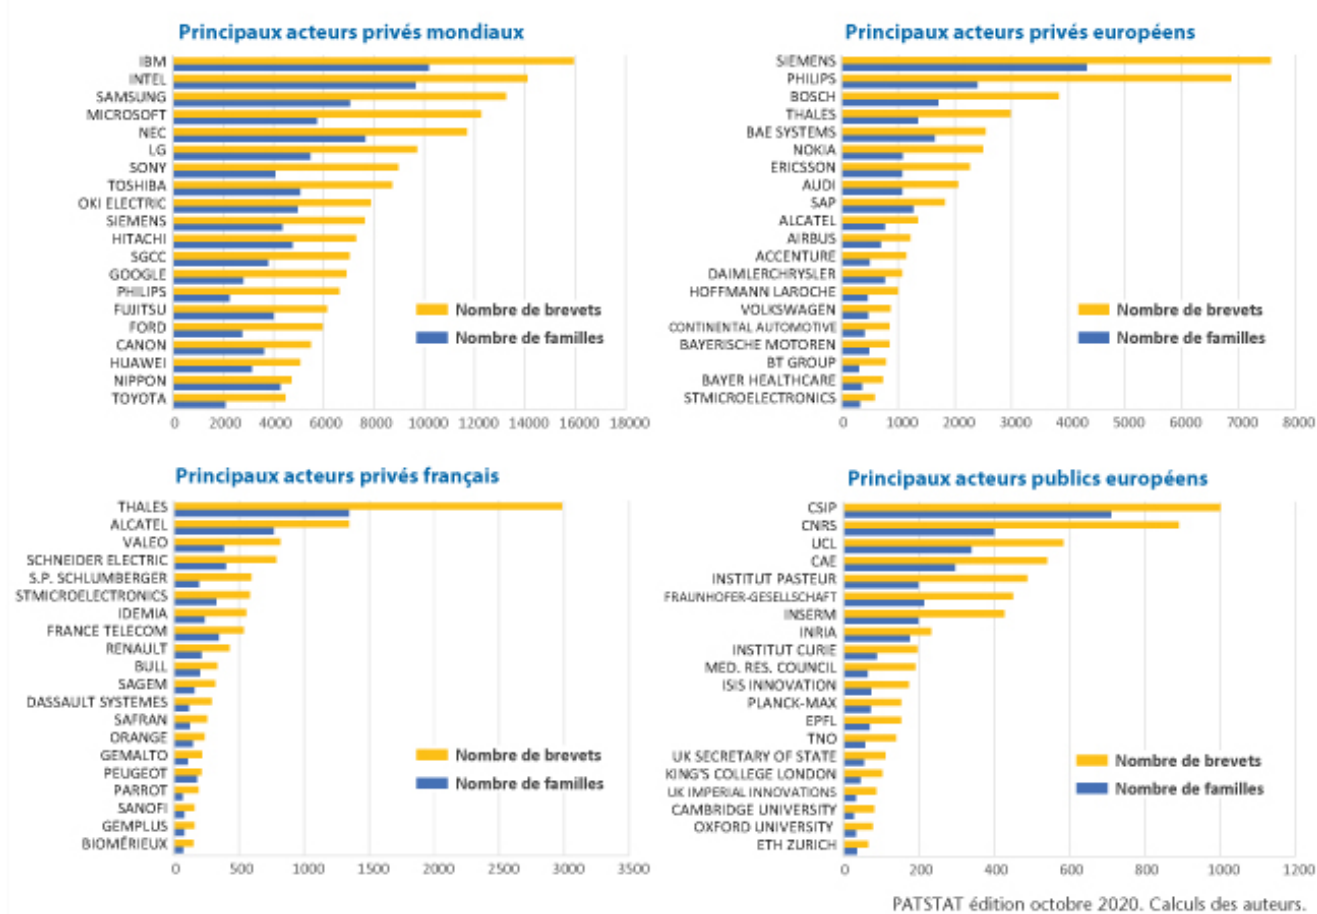 Principaux acteurs privés mondiaux
IBM
INTEL
SAMSUNG
MICROSOFT
NEC
LG
SONY
TOSHIBA
OKI ELECTRIC
SIEMENS
HITACHI
SGCC
GOOGLE
PHILIPS
FUJITSU
FORD
CANON
HUAWEI
NIPPON
TOYOTA
Nombre de brevets
Nombre de familles
0 2000 4000 6000 8000 10000 12000 14000 16000 18000
Principaux acteurs privés européens
SIEMENS
PHILIPS
BOSCH
THALES
BAE SYSTEMS
NOKIA
ERICSSON
AUDI
SAP
ALCATEL
AIRBUS
ACCENTURE
DAIMLERCHRYSLER
HOFFMANN LAROCHE
VOLKSWAGEN
CONTINENTAL AUTOMOTIVE
BAYERISCHE MOTOREN
BT GROUP
BAYER HEALTHCARE
STMICROELECTRONICS
Nombre de brevets
Nombre de familles
0 1000 2000 3000 4000 5000 6000 7000 8000
Principaux acteurs privés français
THALES
ALCATEL
VALEO
SCHNEIDER ELECTRIC
S.P. SCHLUMBERGER
STMICROELECTRONICS
IDEMIA
FRANCE TELECOM
RENAULT
BULL
SAGEM
DASSAULT SYSTEMES
SAFRAN
ORANGE
GEMALTO
PEUGEOT
PARROT
SANOFI
GEMPLUS
BIOMÉRIEUX
Nombre de brevets
Nombre de familles
0 500 1000 1500 2000 2500 3000 3500
Principaux acteurs publics européens
CSIP
CNRS
UCL
CAE
INSTITUT PASTEUR
FRAUNHOFER-GESELLSCHAFT
INSERM
INRIA
INSTITUT CURIE
MED. RES. COUNCIL
ISIS INNOVATION
PLANCK-MAX
EPFL
TNO
UK SECRETARY OF STATE
KING'S COLLEGE LONDON
UK IMPERIAL INNOVATIONS
CAMBRIDGE UNIVERSITY
OXFORD UNIVERSITY
ETH ZURICH
Nombre de brevets
Nombre de familles
0 200 400 600 800 1000 1200
PATSTAT édition octobre 2020. Calculs des auteurs.